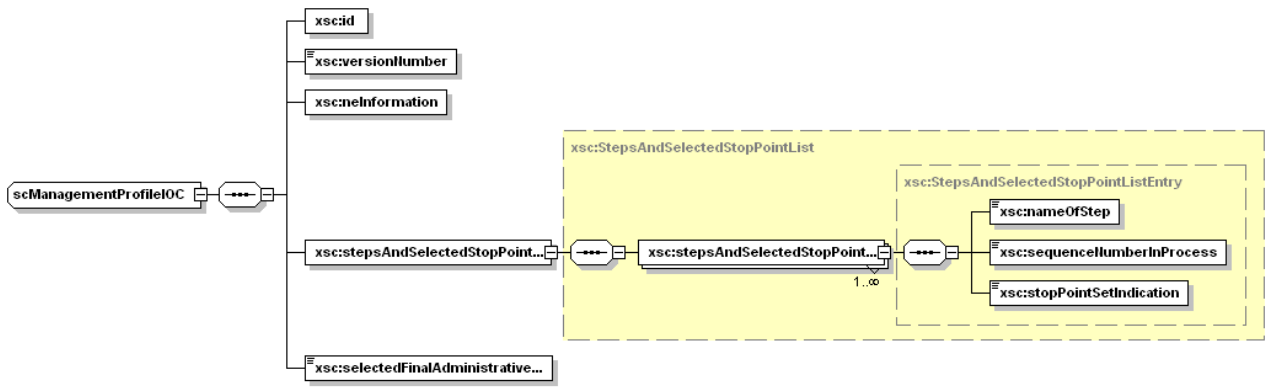 xsc:id
xsc:versionNumber
xsc:neInformation
xsc:StepsAndSelectedStopPointList
xsc:StepsAndSelectedStopPointListEntry
scManagementProfileIOC
xsc:nameOfStep
xsc:stepsAndSelectedStopPoint...
xsc:stepsAndSelectedStopPoint...
xsc:sequenceNumberInProcess
1..∞
xsc:stopPointSetIndication
xsc:selectedFinalAdministrative...